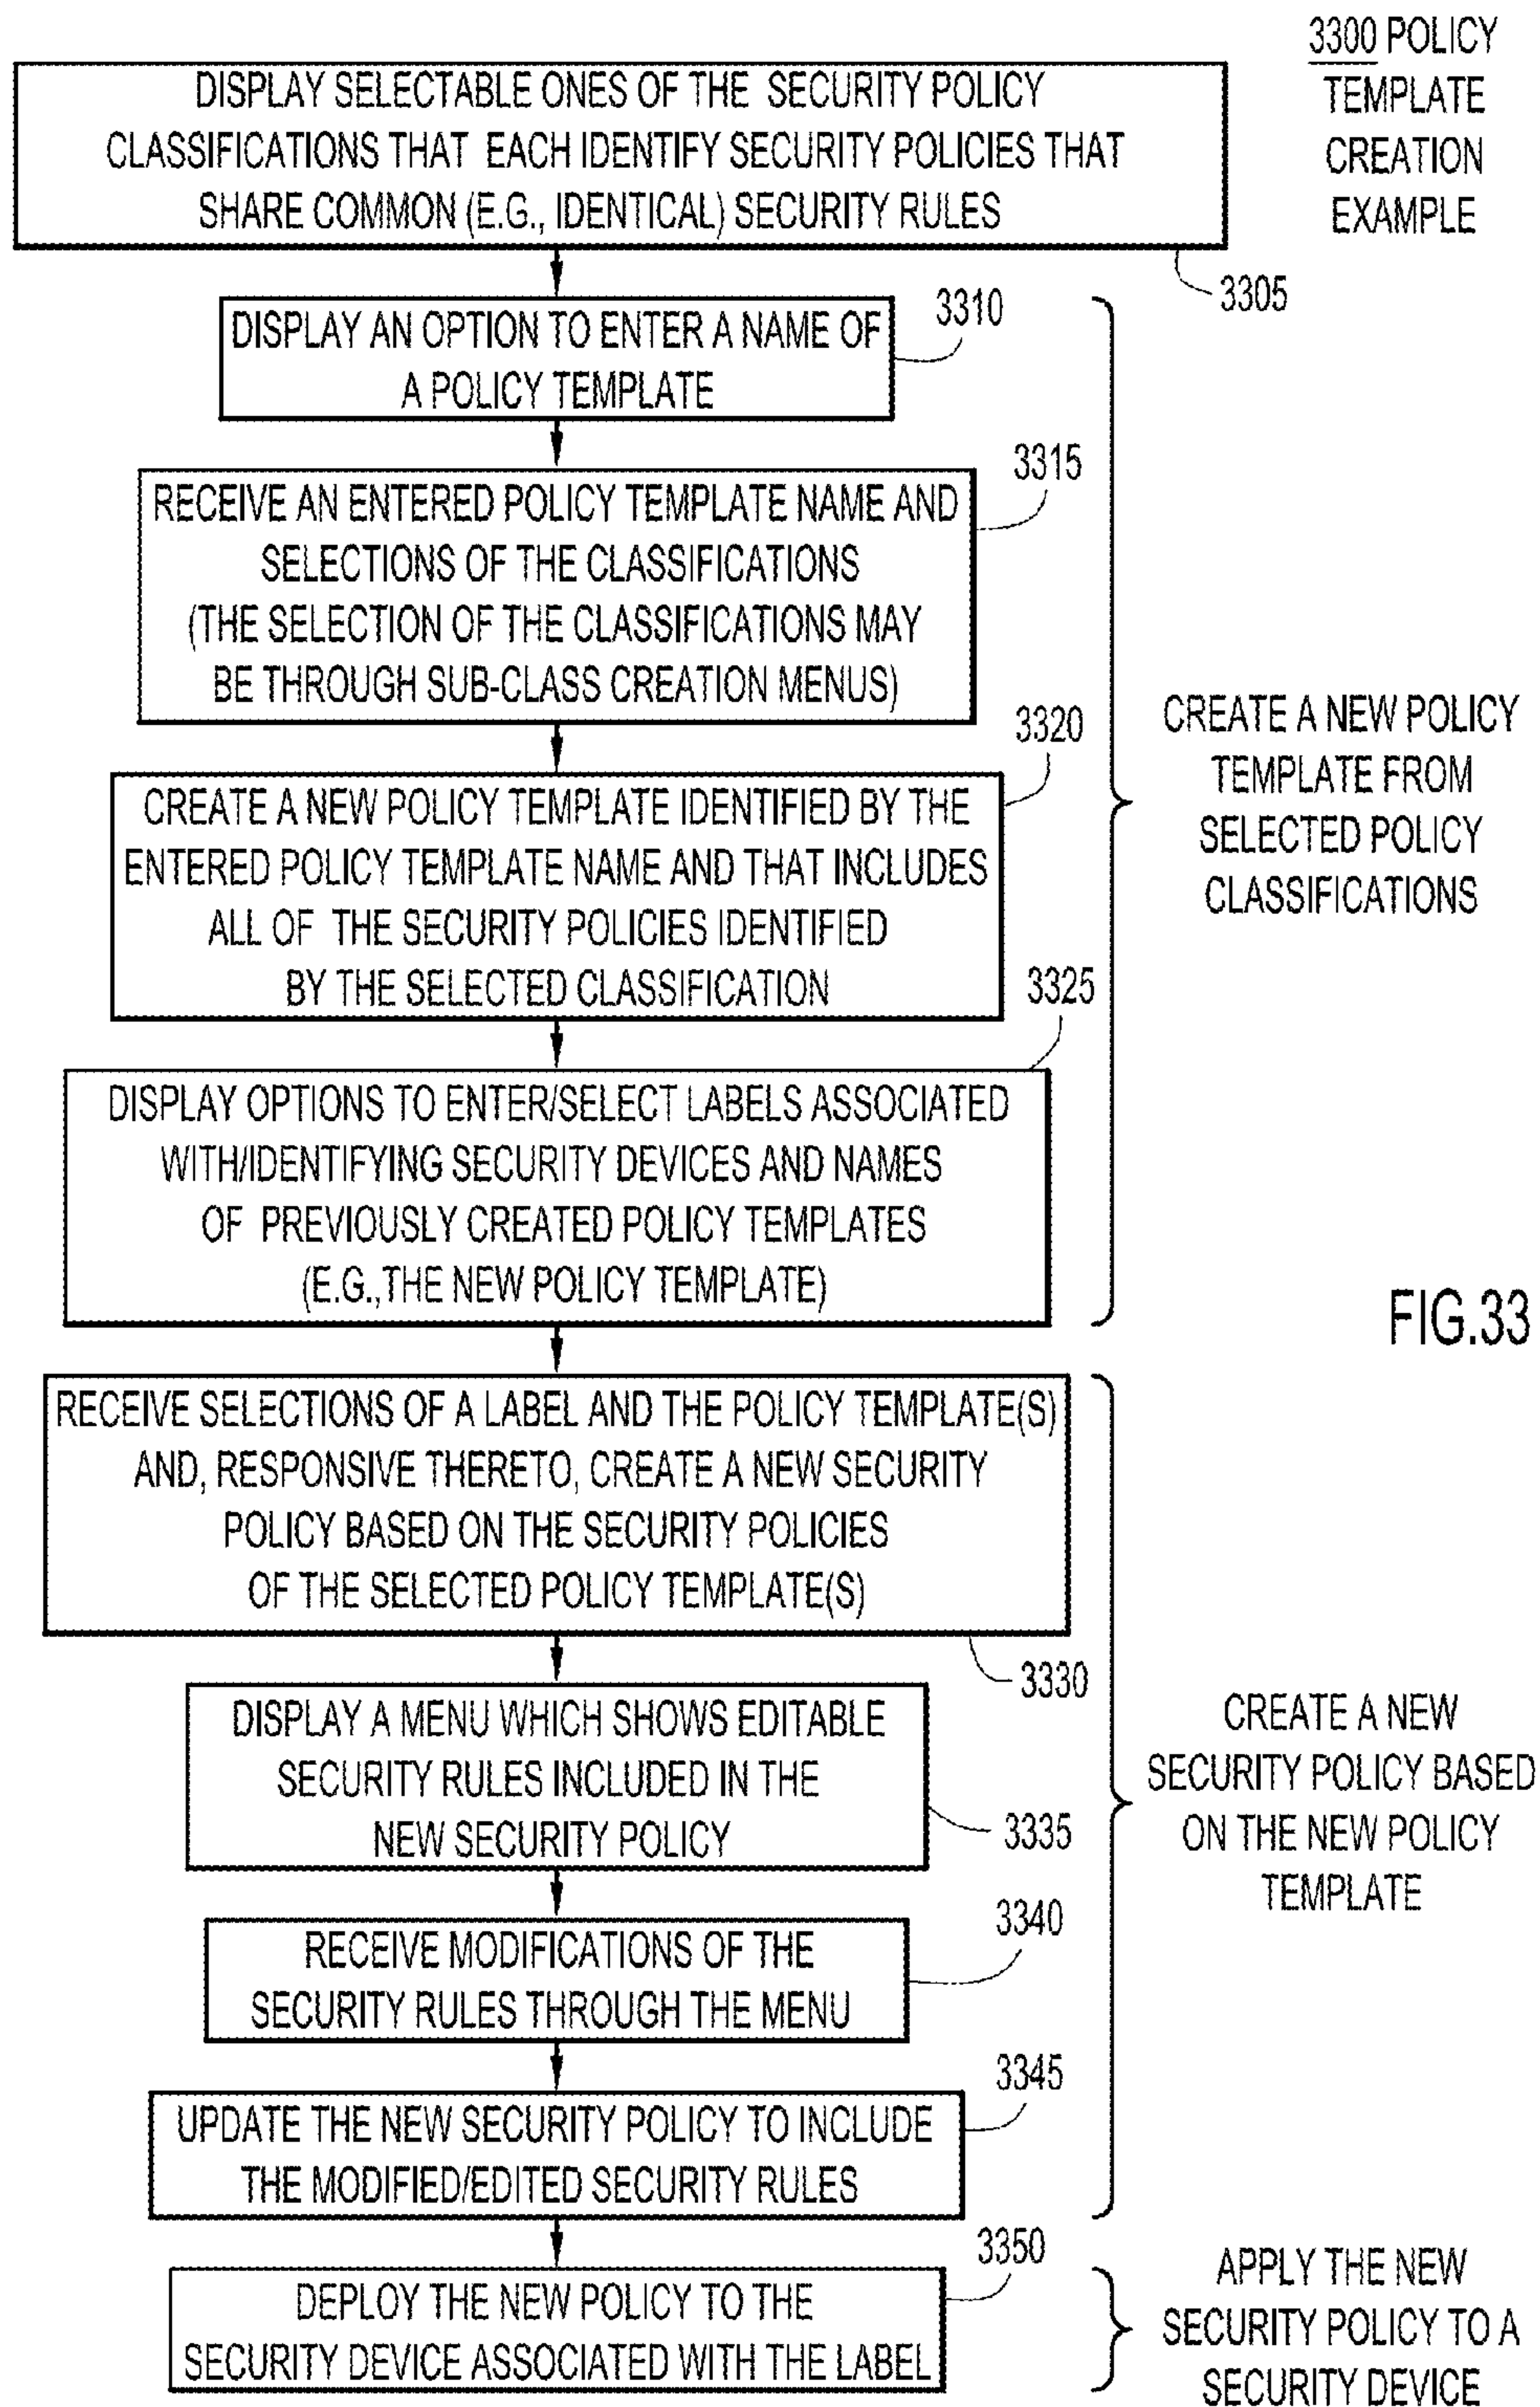 3300 POLICY
TEMPLATE
CREATION
EXAMPLE
DISPLAY SELECTABLE ONES OF THE SECURITY POLICY
CLASSIFICATIONS THAT EACH IDENTIFY SECURITY POLICIES THAT
SHARE COMMON (E.G., IDENTICAL) SECURITY RULES
3305
DISPLAY AN OPTION TO ENTER A NAME OF
A POLICY TEMPLATE
3310
RECEIVE AN ENTERED POLICY TEMPLATE NAME AND
SELECTIONS OF THE CLASSIFICATIONS
(THE SELECTION OF THE CLASSIFICATIONS MAY
BE THROUGH SUB-CLASS CREATION MENUS)
3315
CREATE A NEW POLICY TEMPLATE IDENTIFIED BY THE
ENTERED POLICY TEMPLATE NAME AND THAT INCLUDES
ALL OF THE SECURITY POLICIES IDENTIFIED
BY THE SELECTED CLASSIFICATION
3320
DISPLAY OPTIONS TO ENTER/SELECT LABELS ASSOCIATED
WITH/IDENTIFYING SECURITY DEVICES AND NAMES
OF PREVIOUSLY CREATED POLICY TEMPLATES
(E.G.,THE NEW POLICY TEMPLATE)
3325
CREATE A NEW POLICY
TEMPLATE FROM
SELECTED POLICY
CLASSIFICATIONS
FIG.33
RECEIVE SELECTIONS OF A LABEL AND THE POLICY TEMPLATE(S)
AND, RESPONSIVE THERETO, CREATE A NEW SECURITY
POLICY BASED ON THE SECURITY POLICIES
OF THE SELECTED POLICY TEMPLATE(S)
3330
DISPLAY A MENU WHICH SHOWS EDITABLE
SECURITY RULES INCLUDED IN THE
NEW SECURITY POLICY
3335
RECEIVE MODIFICATIONS OF THE
SECURITY RULES THROUGH THE MENU
3340
UPDATE THE NEW SECURITY POLICY TO INCLUDE
THE MODIFIED/EDITED SECURITY RULES
3345
CREATE A NEW
SECURITY POLICY BASED
ON THE NEW POLICY
TEMPLATE
DEPLOY THE NEW POLICY TO THE
SECURITY DEVICE ASSOCIATED WITH THE LABEL
3350
APPLY THE NEW
SECURITY POLICY TO A
SECURITY DEVICE